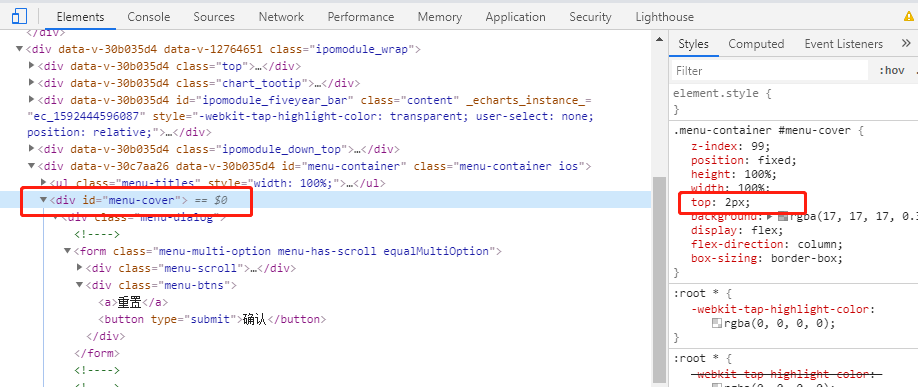 Elements Console Sources Network Performance Memory Application Security Lighthouse
</div>
<div data-v-30b035d4 data-v-12764651 class="ipomodule_wrap">
<div data-v-30b035d4 class="top">…</div>
<div data-v-30b035d4 class="chart_tootip">…</div>
<div data-v-30b035d4 id="ipomodule_fiveyear_bar" class="content" _echarts_instance_=
"ec_1592444596087" style="-webkit-tap-highlight-color: transparent; user-select: none;
position: relative;">…</div>
<div data-v-30b035d4 class="ipomodule_down_top">…</div>
<div data-v-30c7aa26 data-v-30b035d4 id="menu-container" class="menu-container ios">
<ul class="menu-titles" style="width: 100%;">…</ul>
<div id="menu-cover"> == $0
<div class="menu-dialog">
<!---->
<form class="menu-multi-option menu-has-scroll equalMultiOption">
<div class="menu-scroll">…</div>
<div class="menu-btns">
<a>重置</a>
<button type="submit">确认</button>
</div>
</form>
<!---->
<!---->
Styles Computed Event Listeners »
Filter :hov
element.style {
}
.menu-container #menu-cover {
z-index: 99;
position: fixed;
height: 100%;
width: 100%;
top: 2px;
background: rgba(17, 17, 17, 0.3
display: flex;
flex-direction: column;
box-sizing: border-box;
}
:root * {
-webkit-tap-highlight-color:
rgba(0, 0, 0, 0);
}
:root * {
-webkit-tap-highlight-color:
rgba(0, 0, 0, 0);